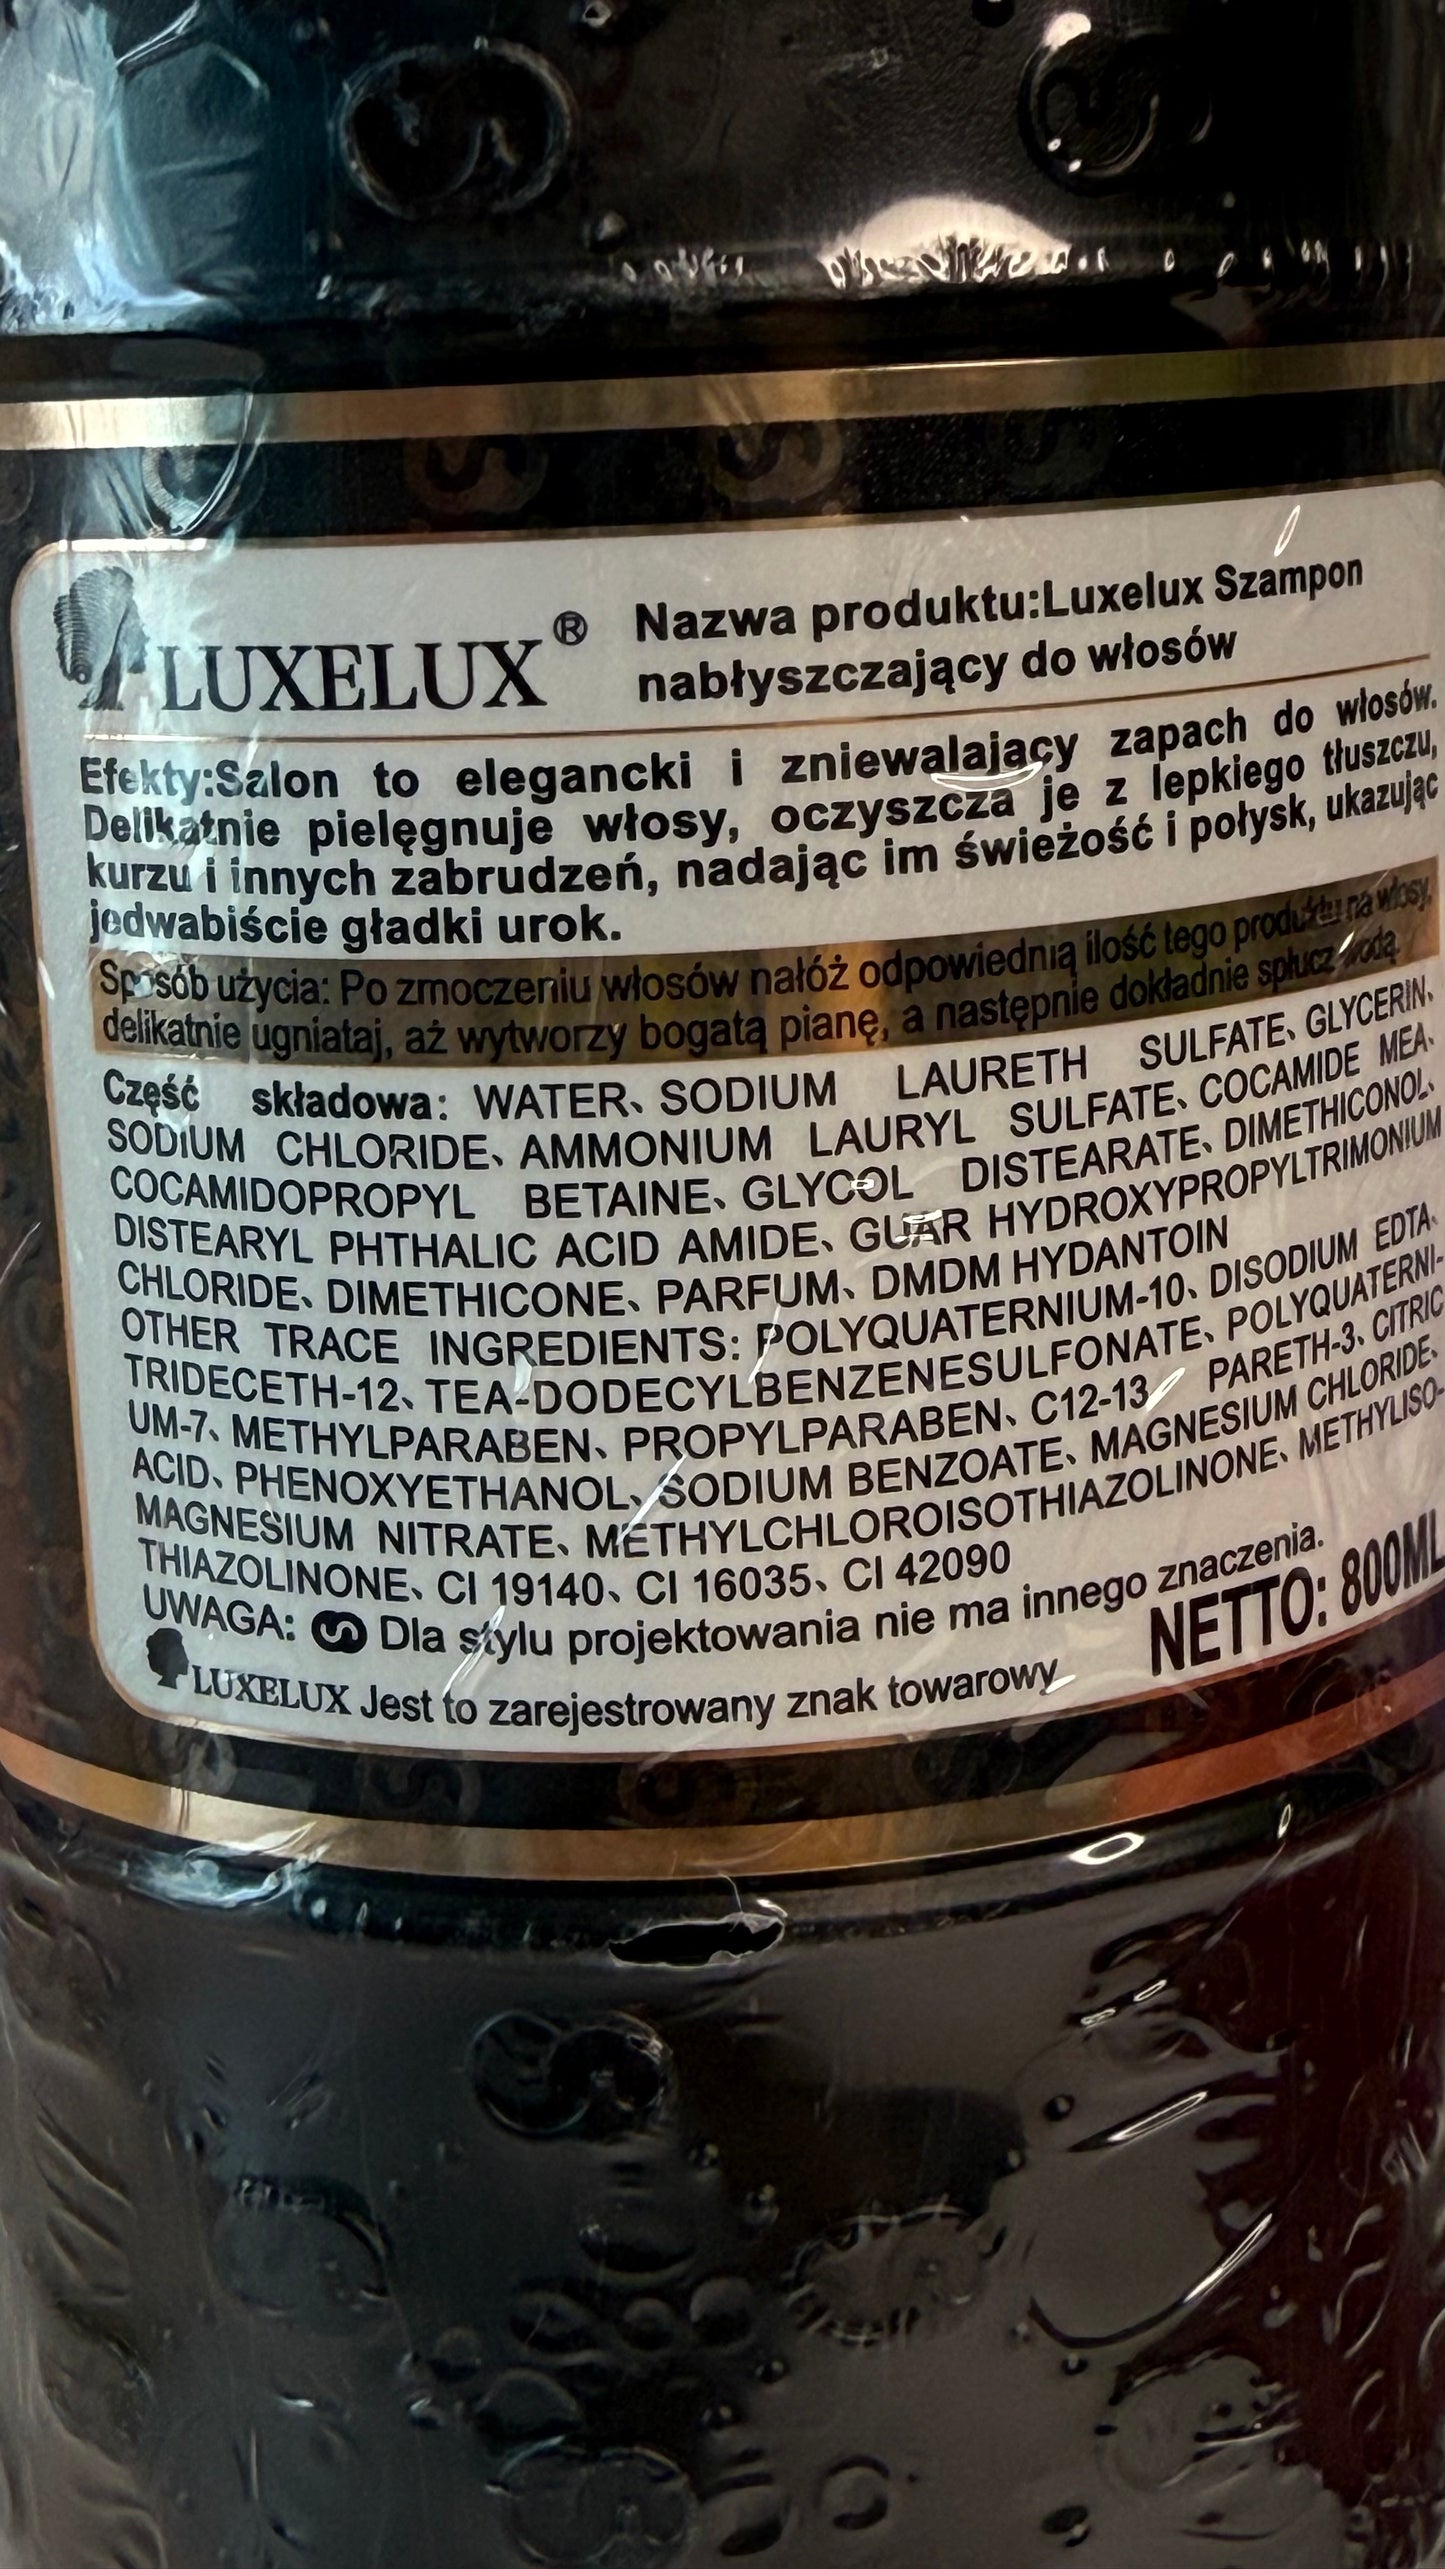 LUXELUX®
Nazwa produktu:Luxelux Szampon
nabłyszczający do włosów
Efekty:Salon to elegancki i zniewalający zapach do włosów.
Delikatnie pielęgnuje włosy, oczyszcza je z lepkiego tłuszczu,
kurzu i innych zabrudzeń, nadając im świeżość i połysk, ukazując
jedwabiście gładki urok.
Sposób użycia: Po zmoczeniu włosów nałóż odpowiednią ilość tego produktu na włosy,
delikatnie ugniataj, aż wytworzy bogatą pianę, a następnie dokładnie spłucz wodą.
Część składowa: WATER、SODIUM LAURETH SULFATE、GLYCERIN、
SODIUM CHLORIDE、AMMONIUM LAURYL SULFATE、COCAMIDE MEA、
COCAMIDOPROPYL BETAINE、GLYCOL DISTEARATE、DIMETHICONOL、
DISTEARYL PHTHALIC ACID AMIDE、GUAR HYDROXYPROPYLTRIMONIUM
CHLORIDE、DIMETHICONE、PARFUM、DMDM HYDANTOIN
OTHER TRACE INGREDIENTS: POLYQUATERNIUM-10、DISODIUM EDTA、
TRIDECETH-12、TEA-DODECYLBENZENESULFONATE、POLYQUATERNI-
UM-7、METHYLPARABEN、PROPYLPARABEN、C12-13 PARETH-3、CITRIC
ACID、PHENOXYETHANOL、SODIUM BENZOATE、MAGNESIUM CHLORIDE、
MAGNESIUM NITRATE、METHYLCHLOROISOTHIAZOLINONE、METHYLISO-
THIAZOLINONE、CI 19140、CI 16035、CI 42090
UWAGA: Dla stylu projektowania nie ma innego znaczenia.
LUXELUX Jest to zarejestrowany znak towarowy
NETTO: 800ML